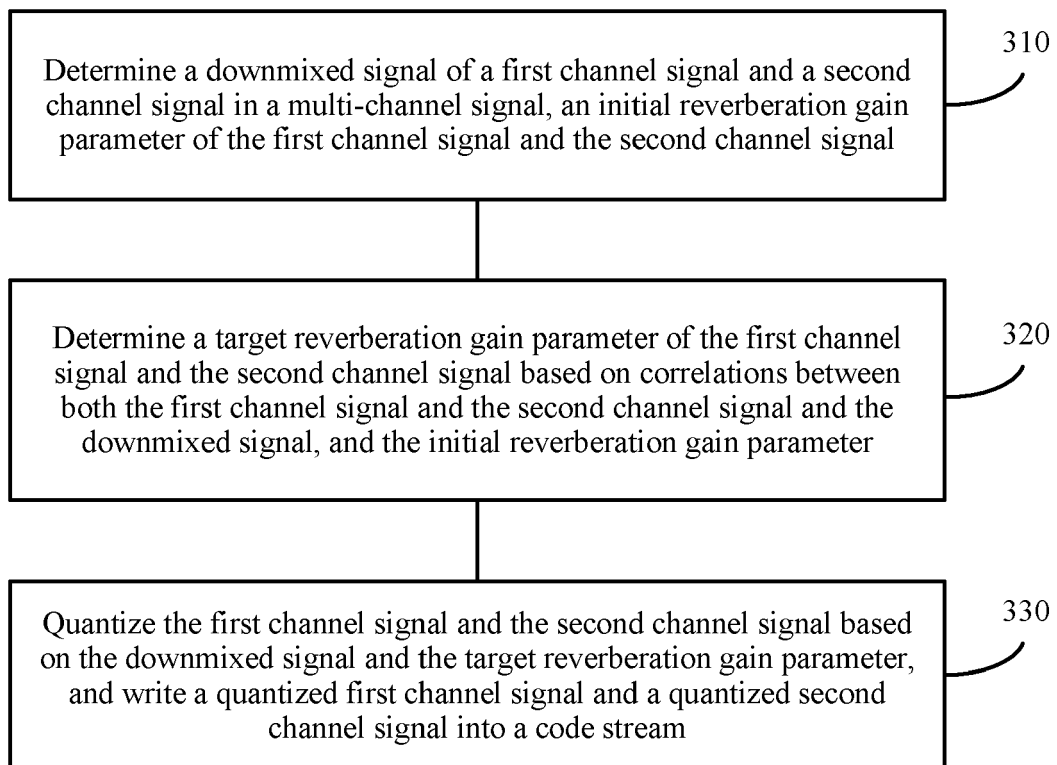 310
Determine a downmixed signal of a first channel signal and a second
channel signal in a multi-channel signal, an initial reverberation gain
parameter of the first channel signal and the second channel signal
320
Determine a target reverberation gain parameter of the first channel
signal and the second channel signal based on correlations between
both the first channel signal and the second channel signal and the
downmixed signal, and the initial reverberation gain parameter
330
Quantize the first channel signal and the second channel signal based
on the downmixed signal and the target reverberation gain parameter,
and write a quantized first channel signal and a quantized second
channel signal into a code stream